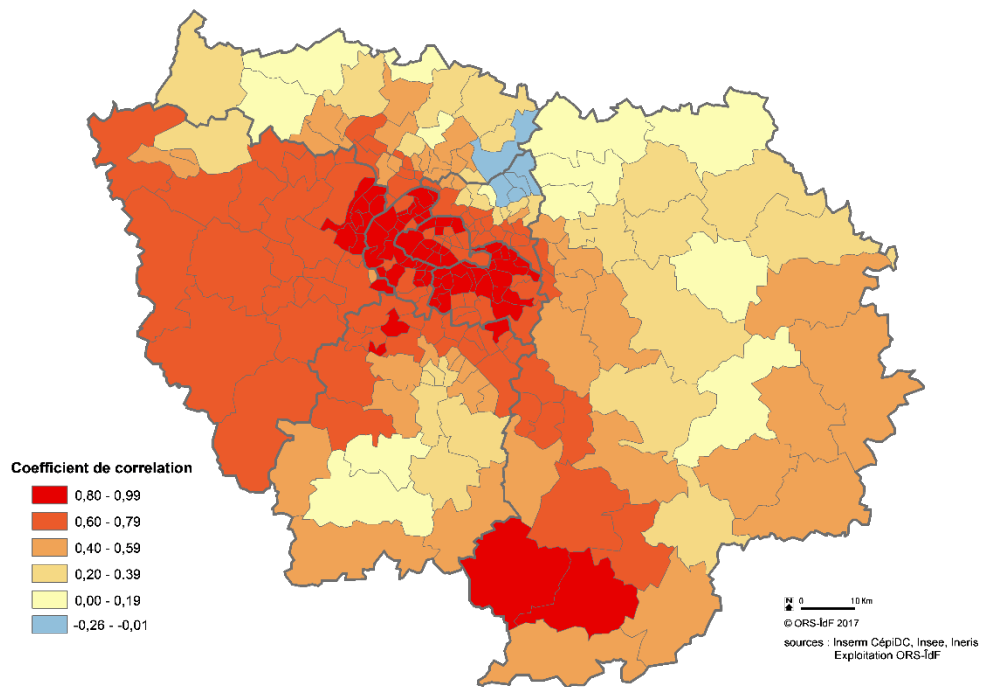 Coefficient de correlation
0,80 - 0,99
0,60 - 0,79
0,40 - 0,59
0,20 - 0.39
0,00 - 0,19
-0,26 - -0,01
N 0 10 Km
© ORS-ÎdF 2017
sources : Inserm CépiDC, Insee, Ineris
Exploitation ORS-ÎdF